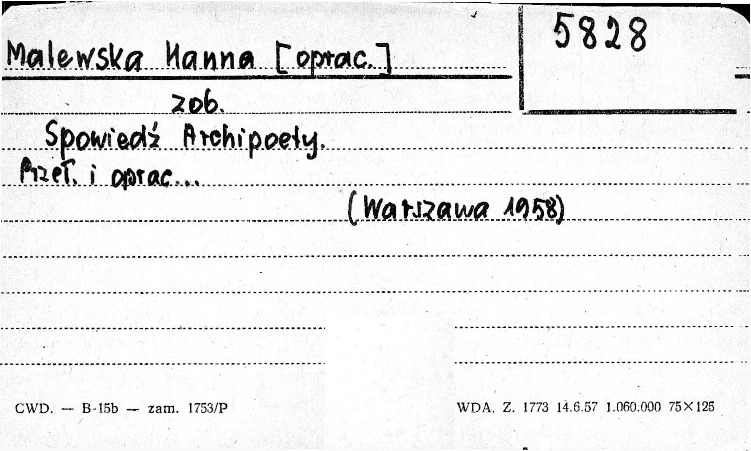 Malewska Hanna [oprac.]
5828
zob.
Spowiedź Archipoety.
Przeł. i oprac...
(Warszawa 1958)
CWD. — B-15b — zam. 1753/P
WDA. Z. 1773 14.6.57 1.060.000 75×125